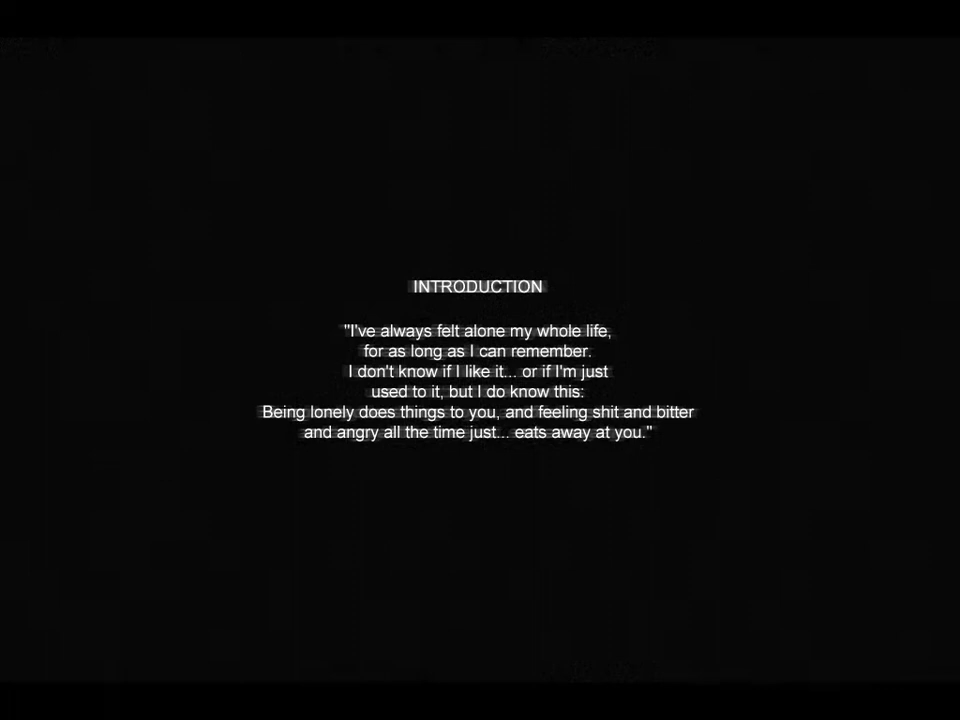 INTRODUCTION
"I've always felt alone my whole life,
for as long as I can remember.
I don't know if I like it... or if I'm just
used to it, but I do know this:
Being lonely does things to you, and feeling shit and bitter
and angry all the time just... eats away at you."